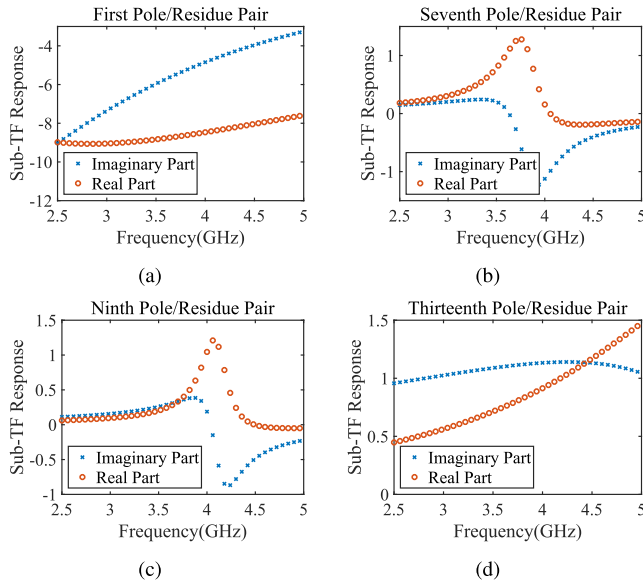 First Pole/Residue Pair
Sub-TF Response
-4
-6
-8
-10
-12
Imaginary Part
Real Part
2.5 3 3.5 4 4.5 5
Frequency(GHz)
(a)
Seventh Pole/Residue Pair
Sub-TF Response
1
0
-1
Imaginary Part
Real Part
2.5 3 3.5 4 4.5 5
Frequency(GHz)
(b)
Ninth Pole/Residue Pair
Sub-TF Response
1.5
1
0.5
0
-0.5
-1
Imaginary Part
Real Part
2.5 3 3.5 4 4.5 5
Frequency(GHz)
(c)
Thirteenth Pole/Residue Pair
Sub-TF Response
1.5
1
0.5
0
Imaginary Part
Real Part
2.5 3 3.5 4 4.5 5
Frequency(GHz)
(d)